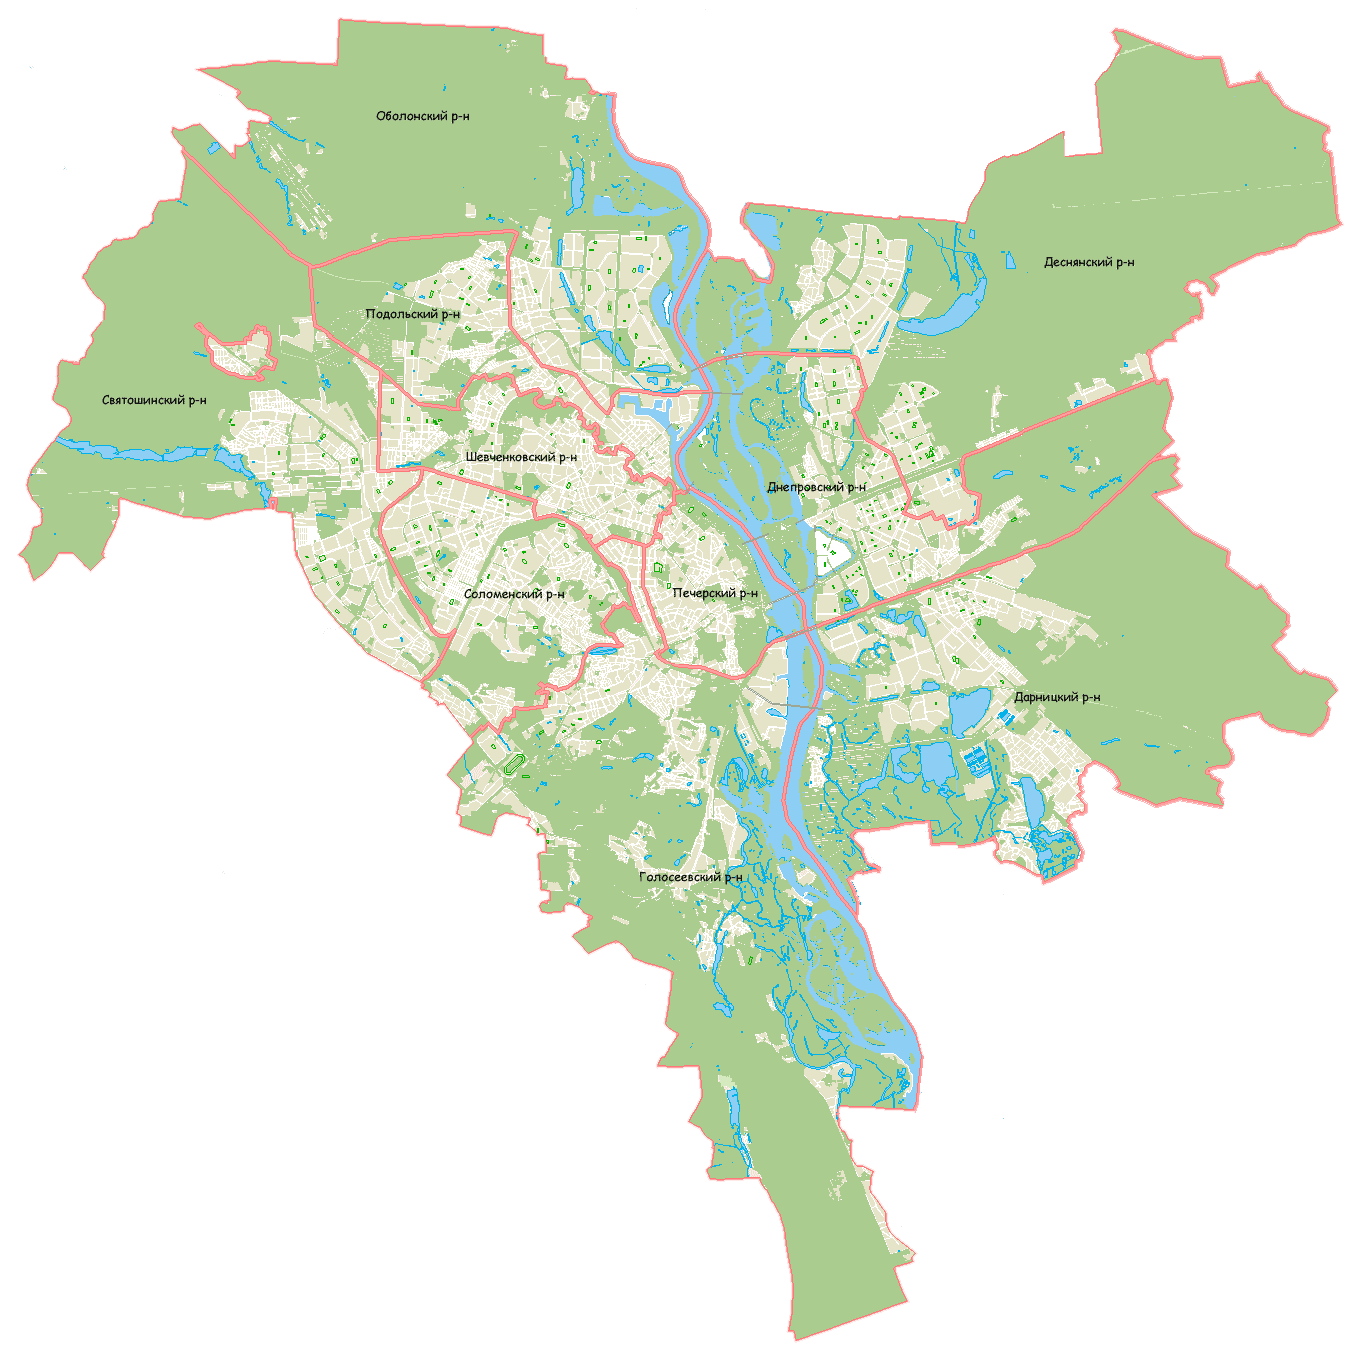 Оболонский р-н
Деснянский р-н
Подольский р-н
Святошинский р-н
Шевченковский р-н
Днепровский р-н
Соломенский р-н
Печерский р-н
Дарницкий р-н
Голосеевский р-н